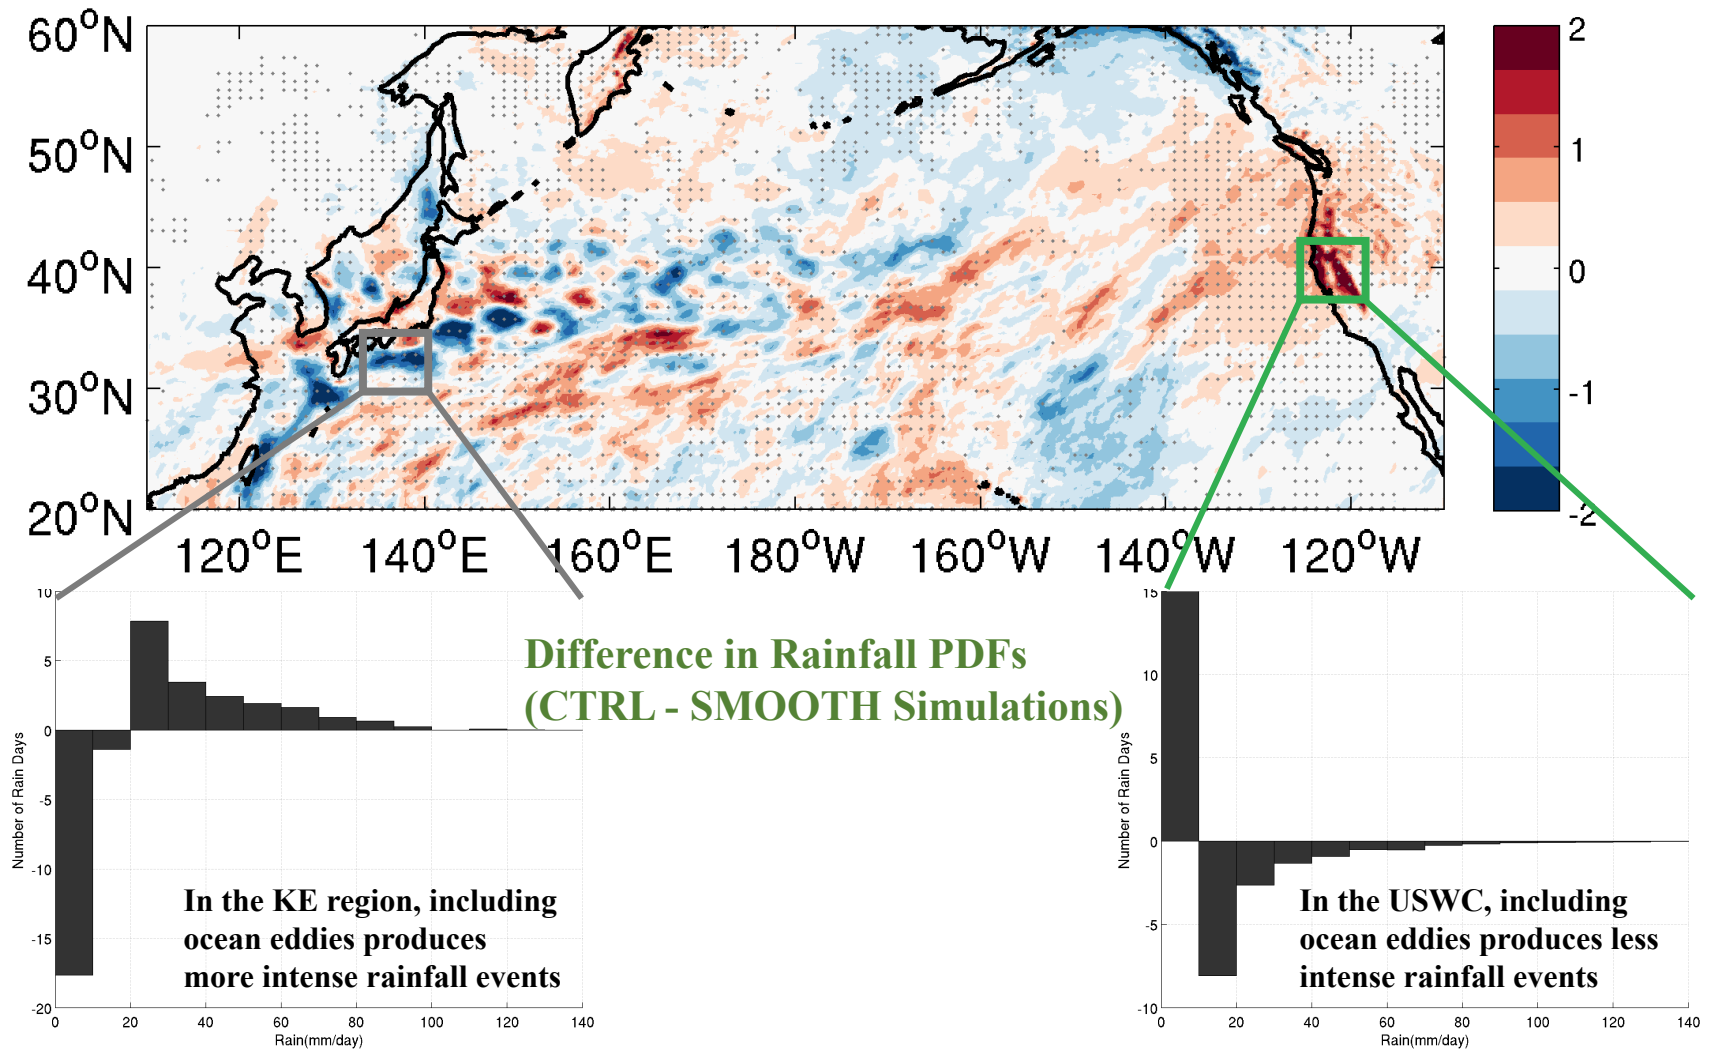 60°N
50°N
40°N
30°N
20°N
120°E 140°E 160°E 180°W 160°W 140°W 120°W
2
1
0
-1
-2
Difference in Rainfall PDFs
(CTRL - SMOOTH Simulations)
10
5
0
-5
-10
-15
-20
Number of Rain Days
0 20 40 60 80 100 120 140
Rain(mm/day)
In the KE region, including
ocean eddies produces
more intense rainfall events
15
10
5
0
-5
-10
Number of Rain Days
0 20 40 60 80 100 120 140
Rain(mm/day)
In the USWC, including
ocean eddies produces less
intense rainfall events